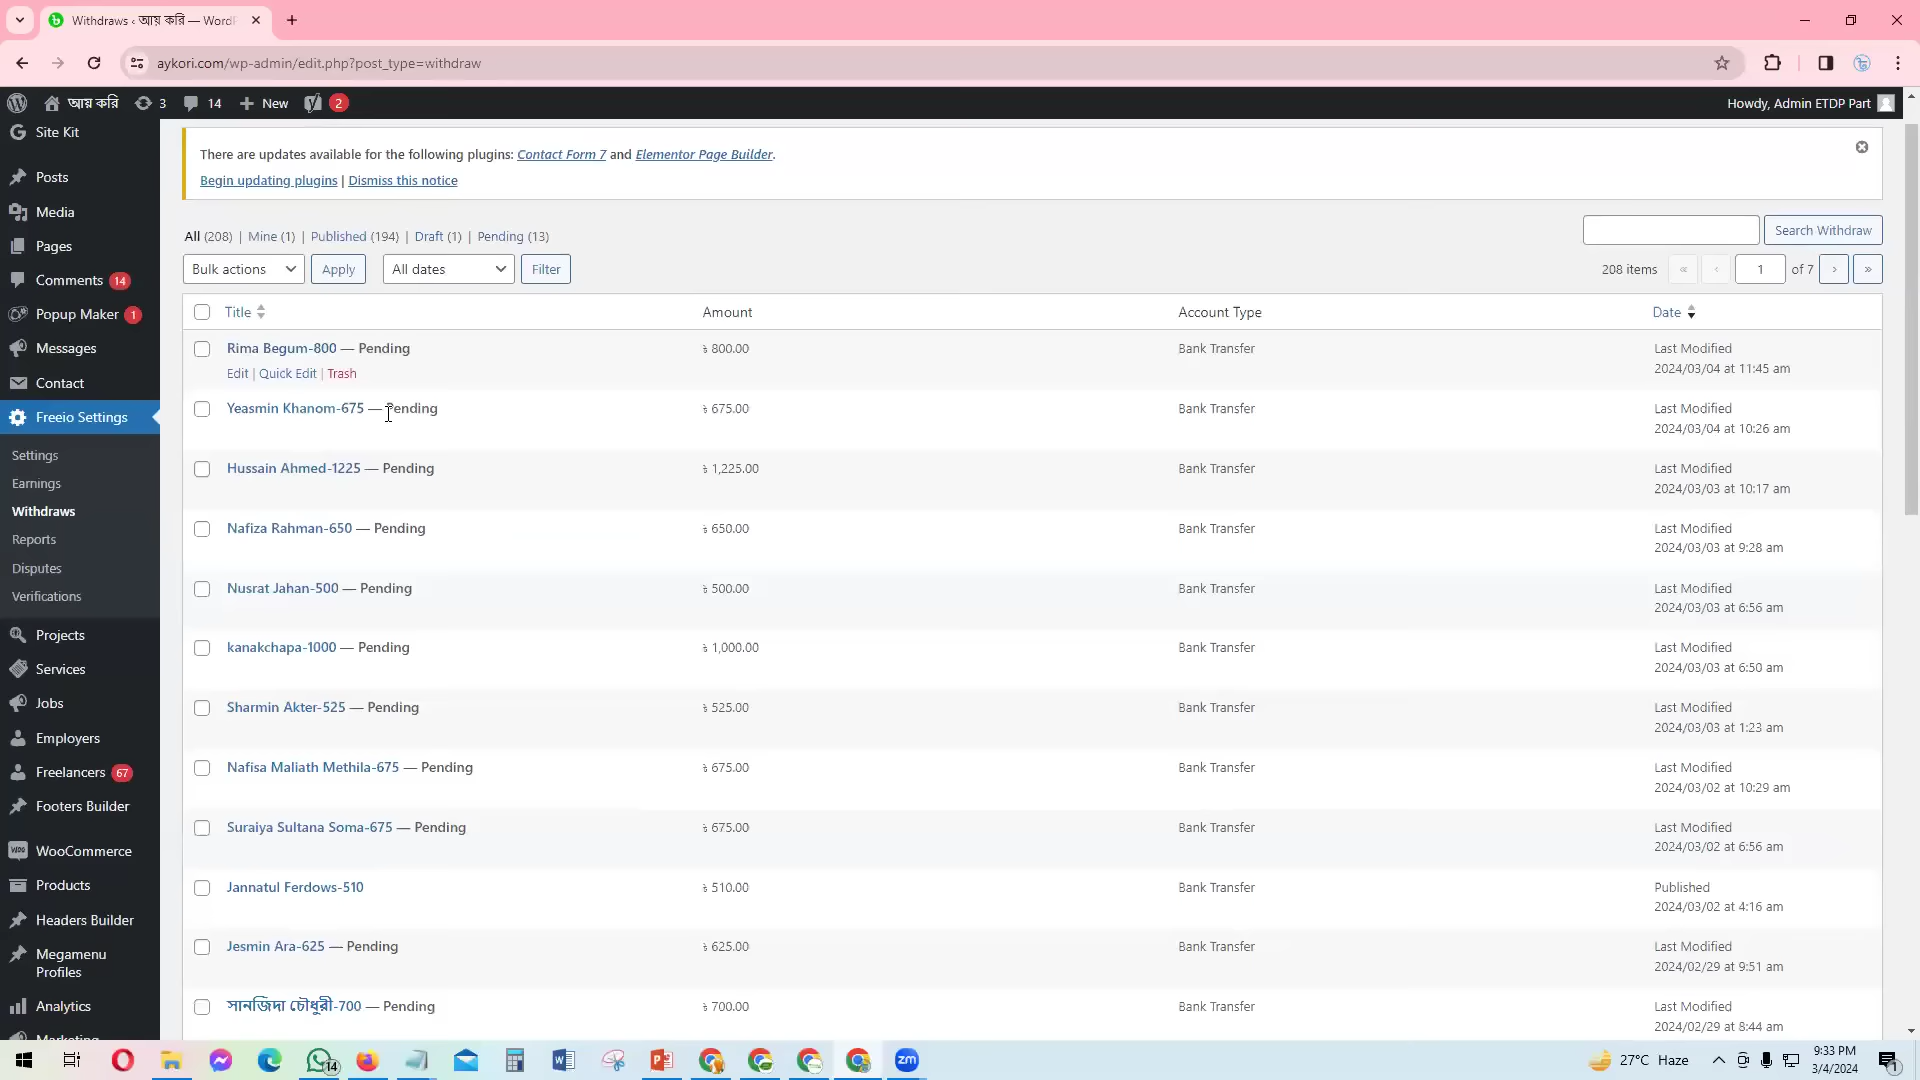 Withdraws ‹ আয় করি — WordP
aykori.com/wp-admin/edit.php?post_type=withdraw
আয় করি 3 14 New 2 Howdy, Admin ETDP Part
Site Kit
Posts
Media
Pages
Comments 14
Popup Maker 1
Messages
Contact
Freeio Settings
Settings
Earnings
Withdraws
Reports
Disputes
Verifications
Projects
Services
Jobs
Employers
Freelancers 67
Footers Builder
WooCommerce
Products
Headers Builder
Megamenu
Profiles
Analytics
Marketing
There are updates available for the following plugins: Contact Form 7 and Elementor Page Builder.
Begin updating plugins | Dismiss this notice
All (208) | Mine (1) | Published (194) | Draft (1) | Pending (13)
Search Withdraw
Bulk actions Apply All dates Filter 208 items « ‹ 1 of 7 › »
Title Amount Account Type Date
Rima Begum-800 — Pending ৳ 800.00 Bank Transfer Last Modified
2024/03/04 at 11:45 am
Edit | Quick Edit | Trash
Yeasmin Khanom-675 — Pending ৳ 675.00 Bank Transfer Last Modified
2024/03/04 at 10:26 am
Hussain Ahmed-1225 — Pending ৳ 1,225.00 Bank Transfer Last Modified
2024/03/03 at 10:17 am
Nafiza Rahman-650 — Pending ৳ 650.00 Bank Transfer Last Modified
2024/03/03 at 9:28 am
Nusrat Jahan-500 — Pending ৳ 500.00 Bank Transfer Last Modified
2024/03/03 at 6:56 am
kanakchapa-1000 — Pending ৳ 1,000.00 Bank Transfer Last Modified
2024/03/03 at 6:50 am
Sharmin Akter-525 — Pending ৳ 525.00 Bank Transfer Last Modified
2024/03/03 at 1:23 am
Nafisa Maliath Methila-675 — Pending ৳ 675.00 Bank Transfer Last Modified
2024/03/02 at 10:29 am
Suraiya Sultana Soma-675 — Pending ৳ 675.00 Bank Transfer Last Modified
2024/03/02 at 6:56 am
Jannatul Ferdows-510 ৳ 510.00 Bank Transfer Published
2024/03/02 at 4:16 am
Jesmin Ara-625 — Pending ৳ 625.00 Bank Transfer Last Modified
2024/02/29 at 9:51 am
সানজিদা চৌধুরী-700 — Pending ৳ 700.00 Bank Transfer Last Modified
2024/02/29 at 8:44 am
14 zm 27°C Haze 9:33 PM
3/4/2024 1